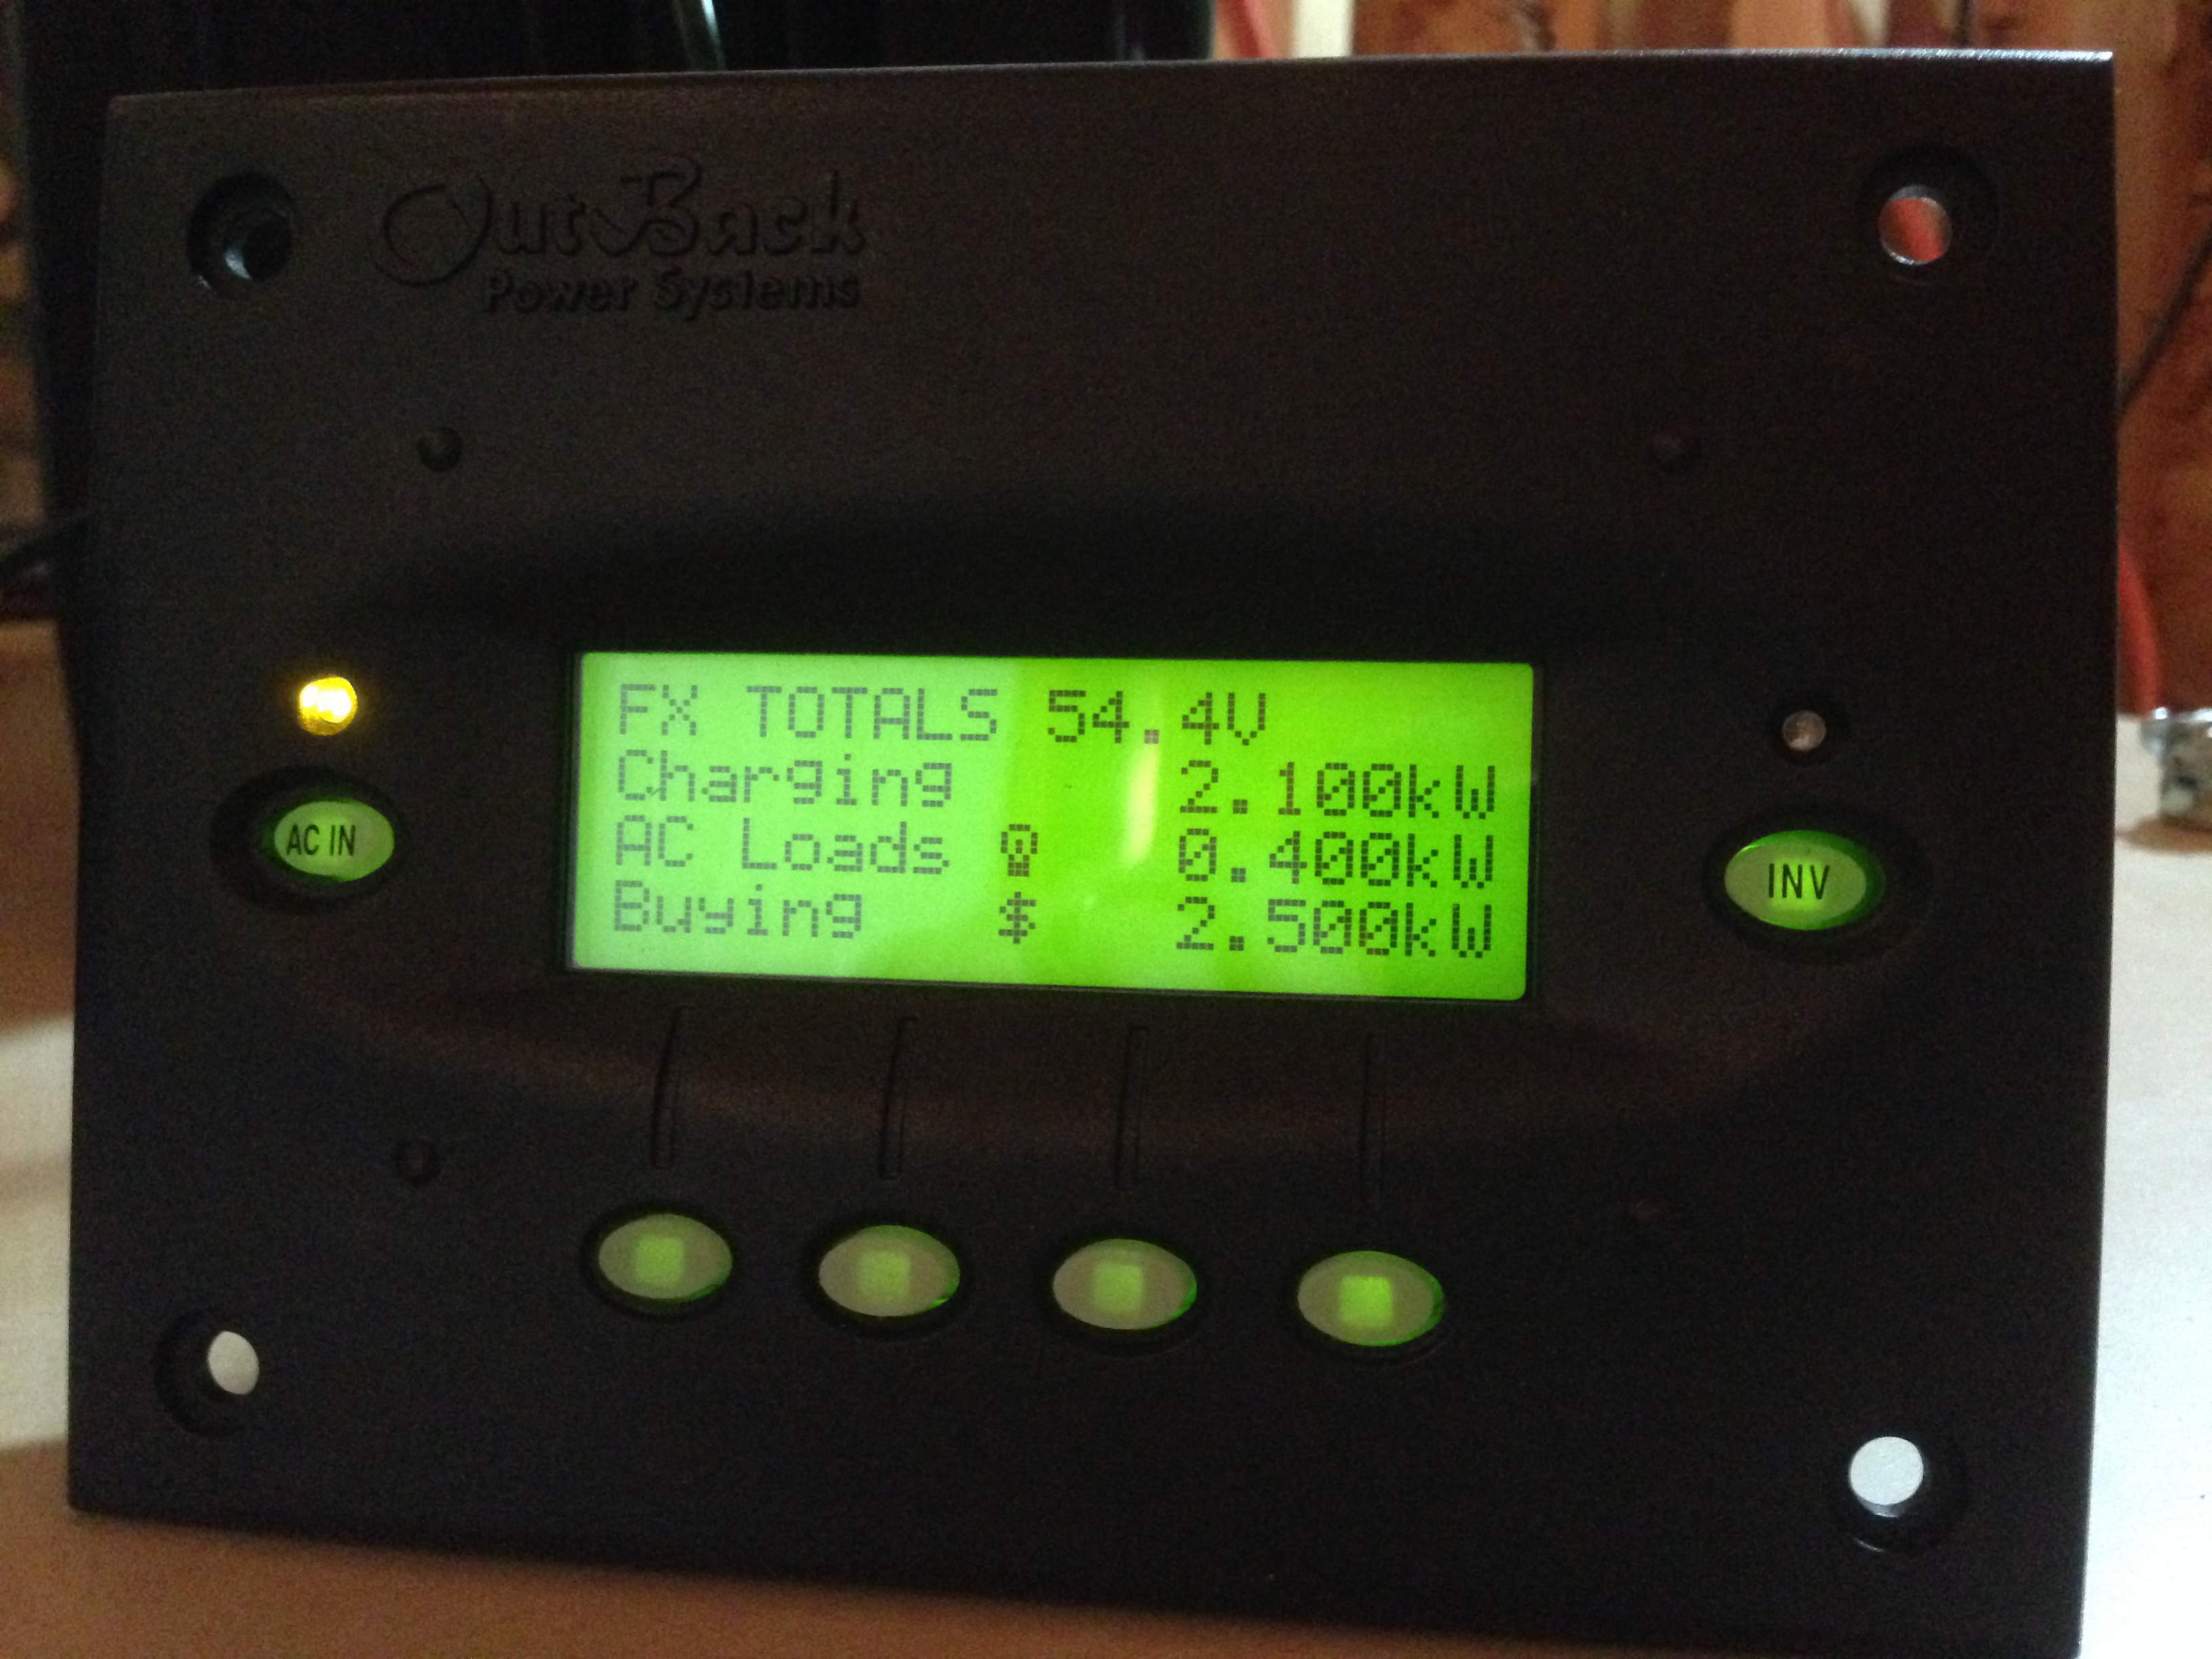 OutBack
Power Systems
FX TOTALS 54.4V
Charging 2.100kW
AC Loads 0.400kW
Buying $ 2.500kW
AC IN
INV